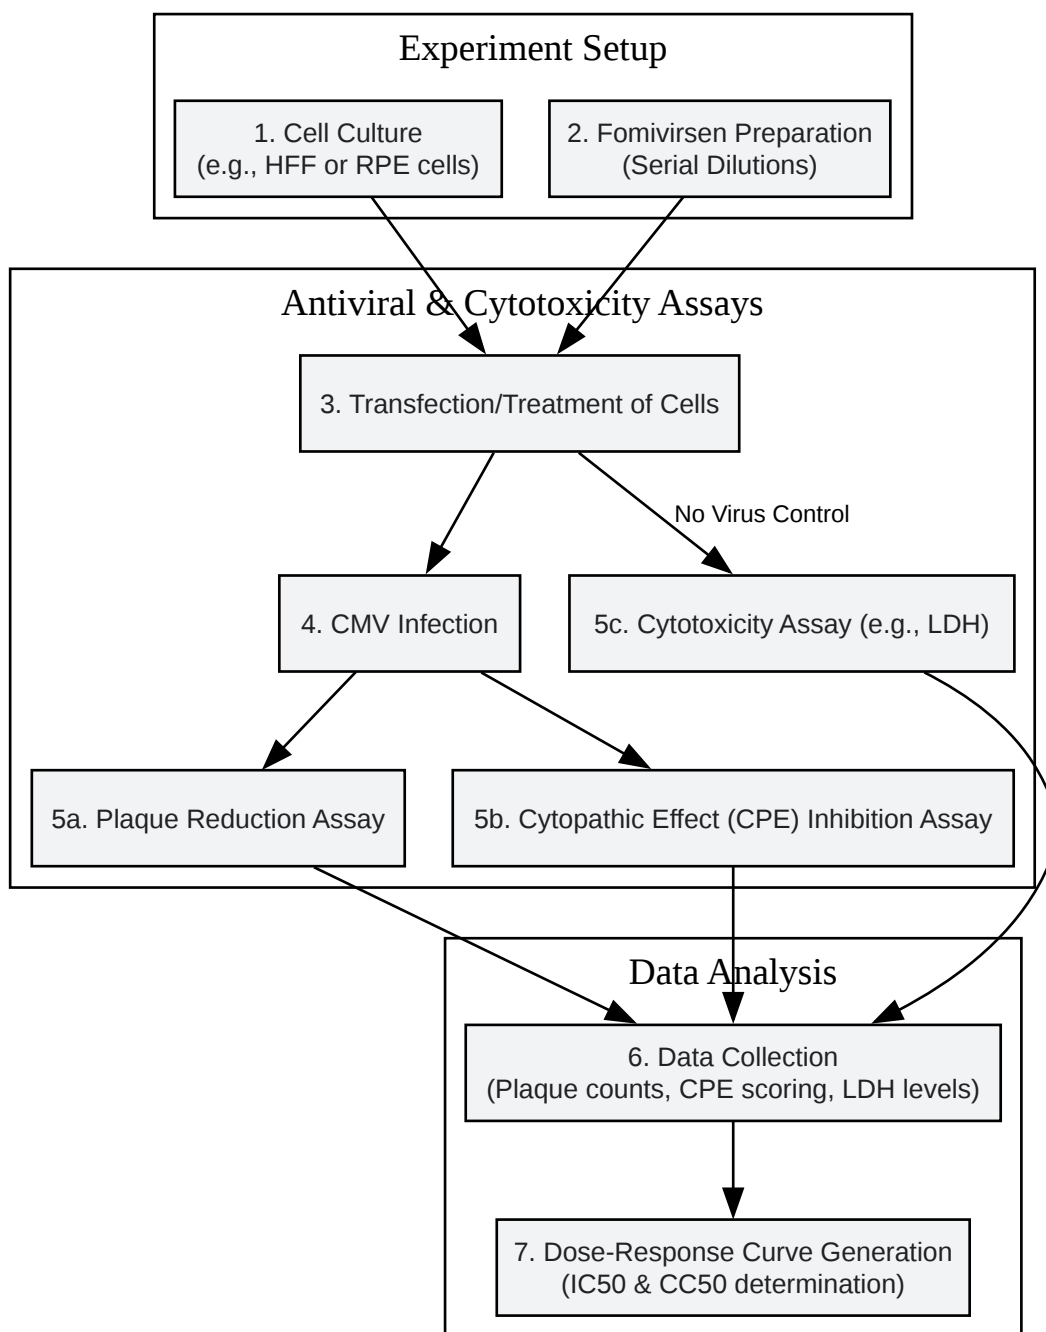 Experiment Setup
1. Cell Culture
(e.g., HFF or RPE cells)
2. Fomivirsen Preparation
(Serial Dilutions)
Antiviral & Cytotoxicity Assays
3. Transfection/Treatment of Cells
No Virus Control
4. CMV Infection
5c. Cytotoxicity Assay (e.g., LDH)
5a. Plaque Reduction Assay
5b. Cytopathic Effect (CPE) Inhibition Assay
Data Analysis
6. Data Collection
(Plaque counts, CPE scoring, LDH levels)
7. Dose-Response Curve Generation
(IC50 & CC50 determination)